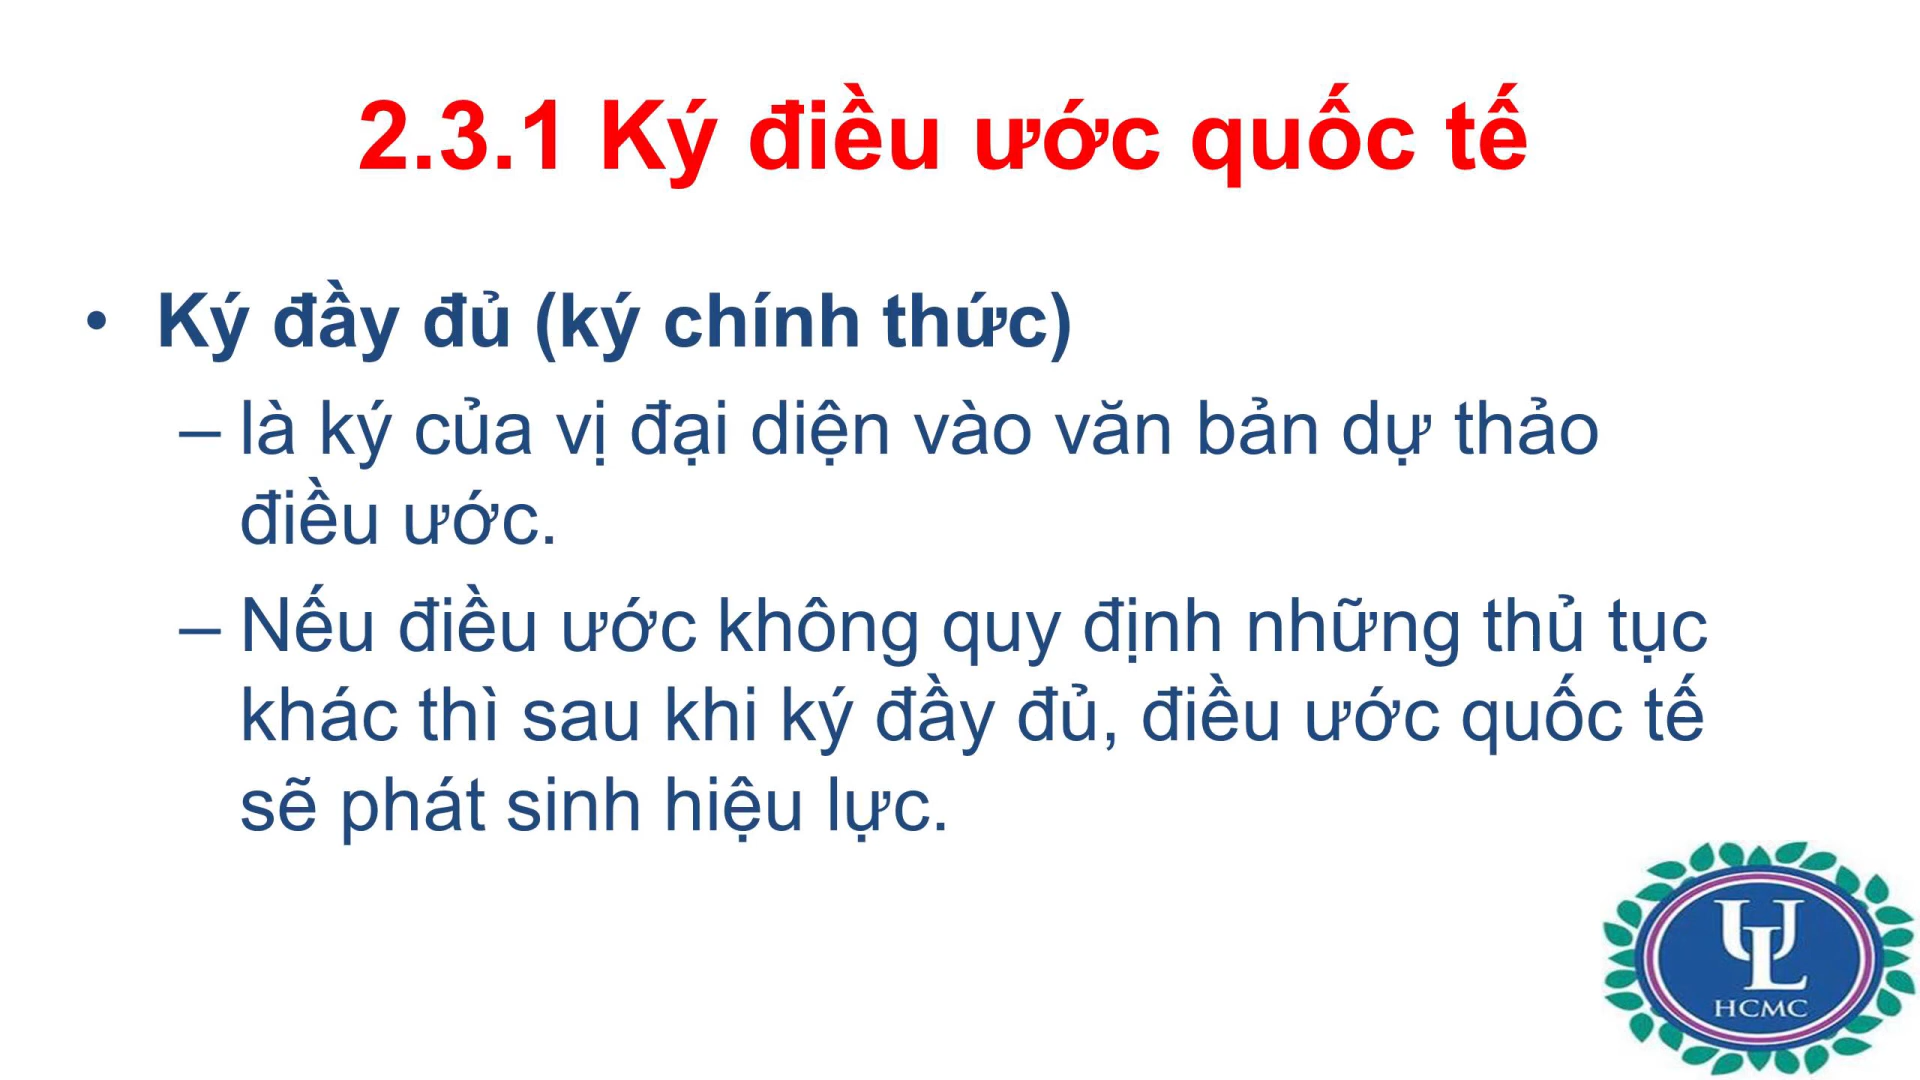 2.3.1 Ký điều ước quốc tế
• Ký đầy đủ (ký chính thức)
– là ký của vị đại diện vào văn bản dự thảo
điều ước.
– Nếu điều ước không quy định những thủ tục
khác thì sau khi ký đầy đủ, điều ước quốc tế
sẽ phát sinh hiệu lực.
UL
HCMC